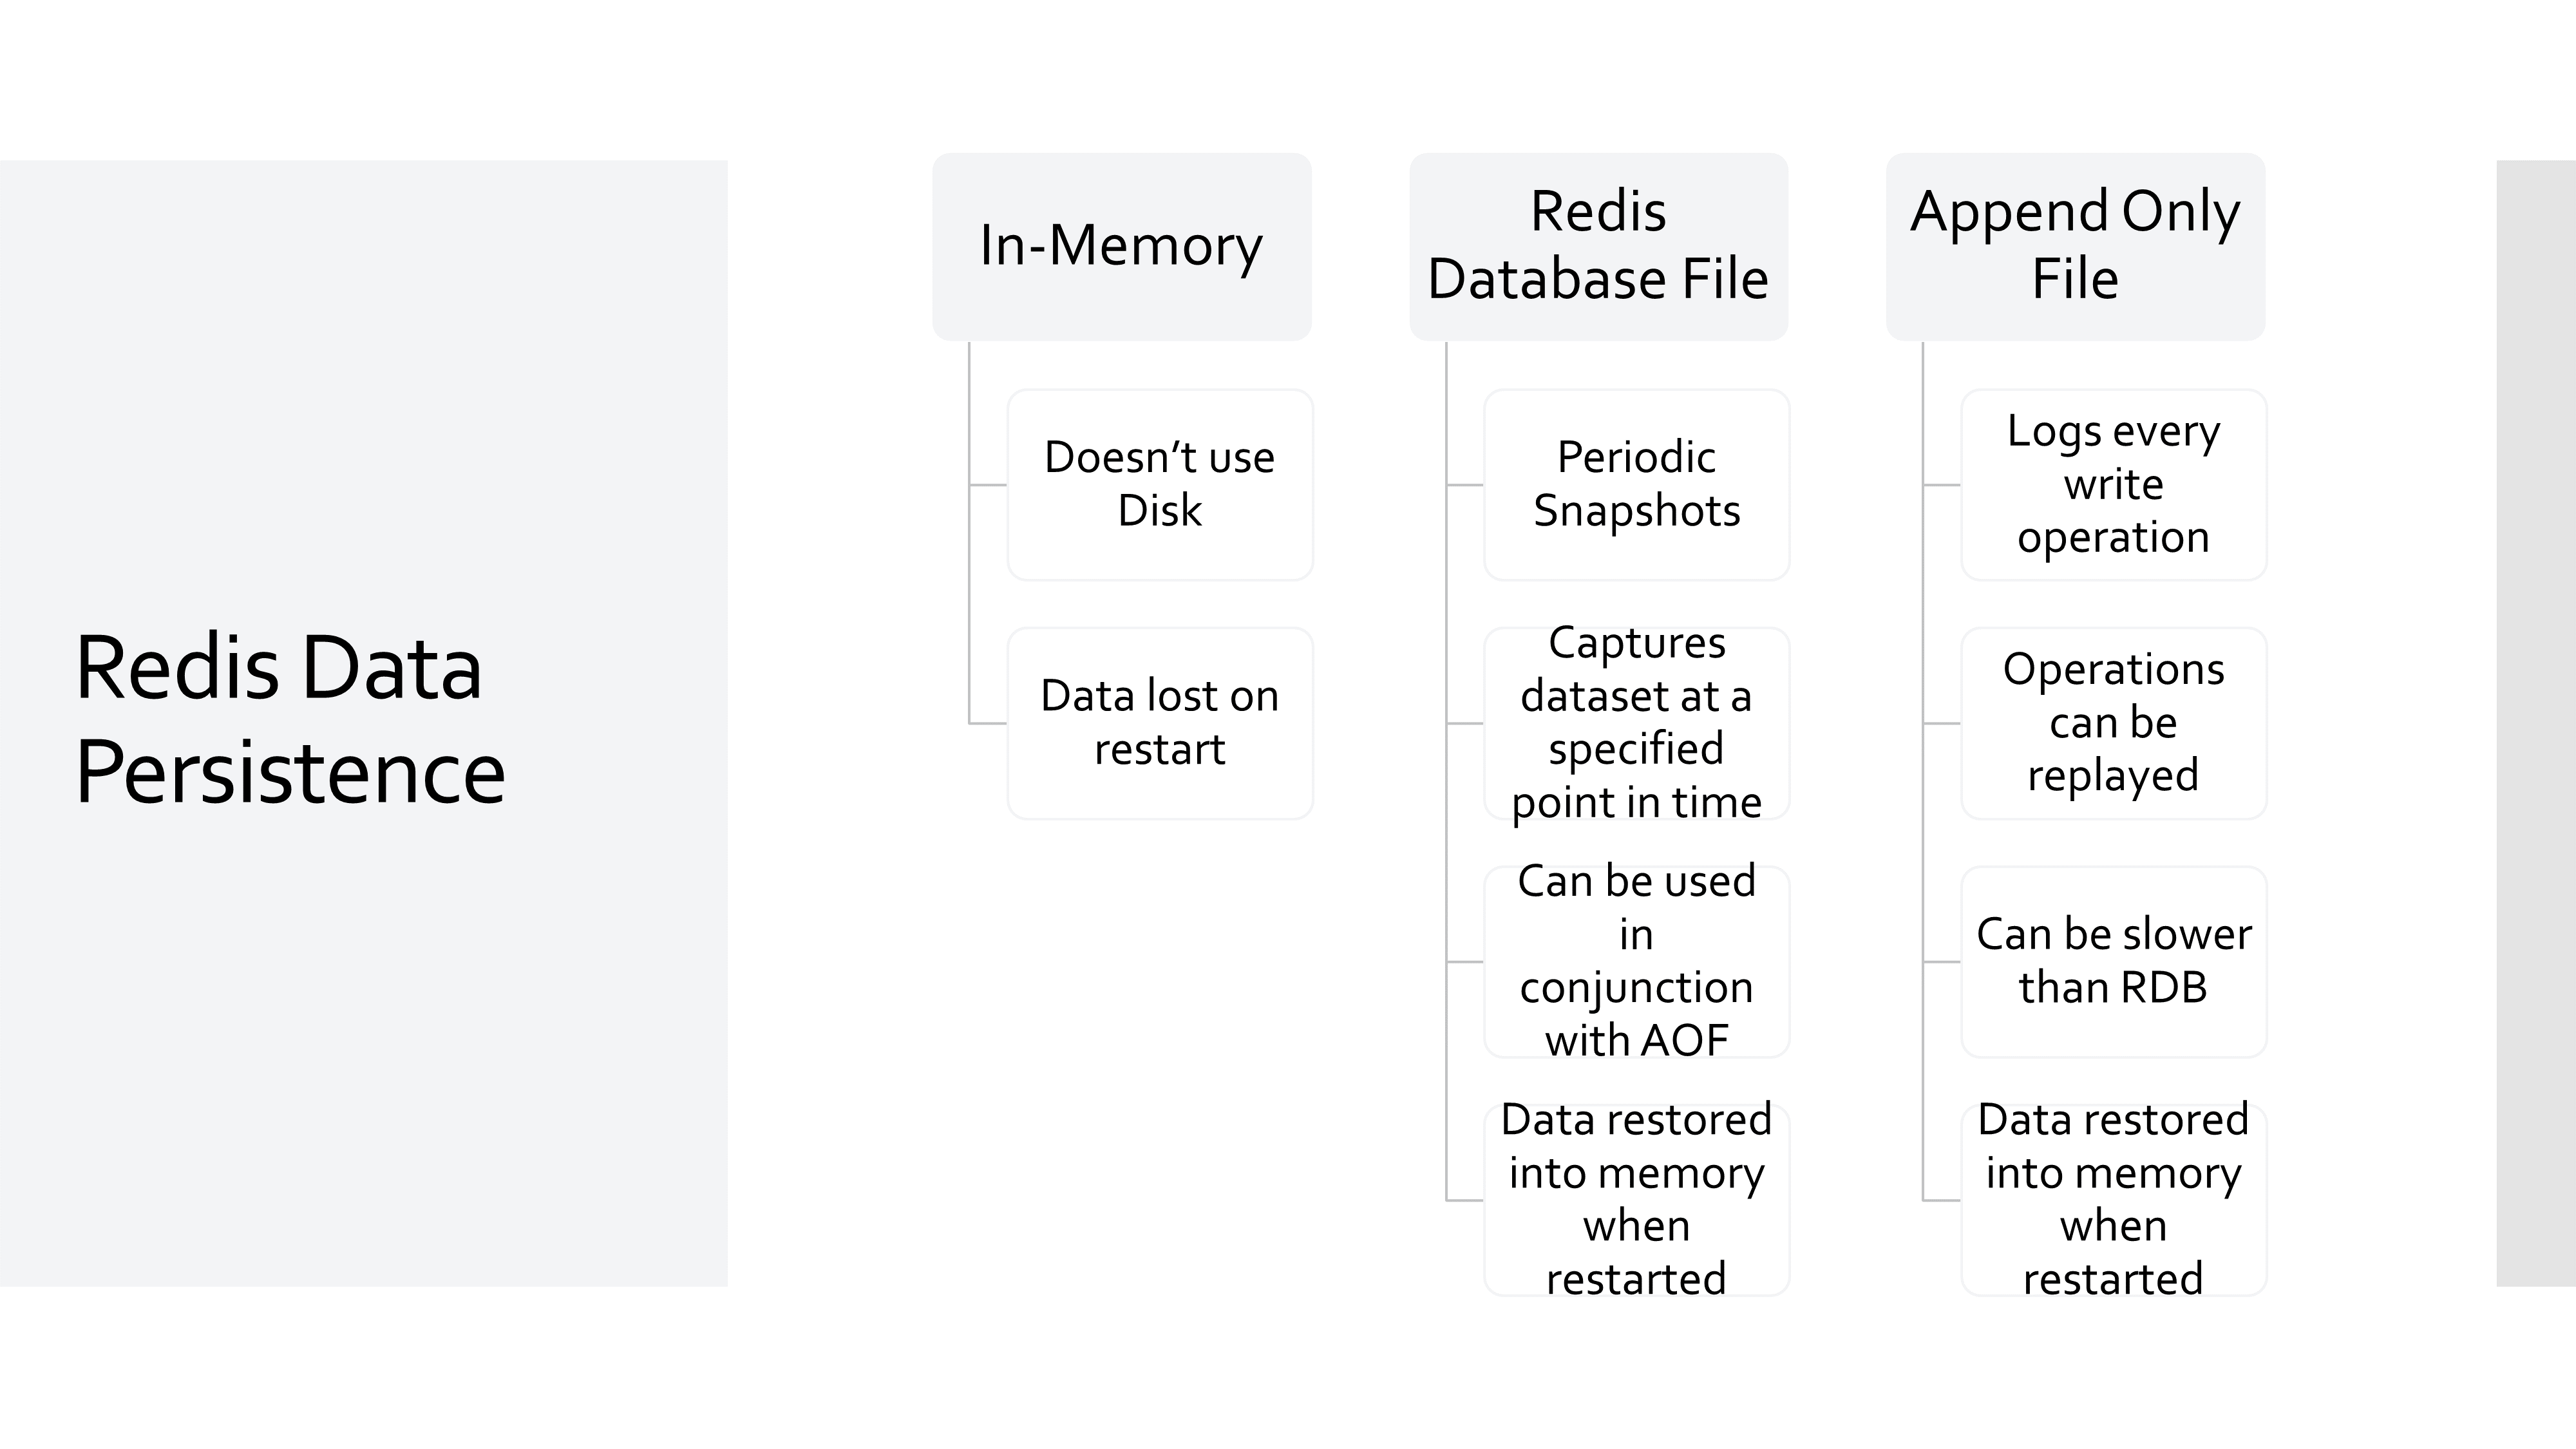 Redis Data
Persistence
In-Memory
Doesn’t use
Disk
Data lost on
restart
Redis
Database File
Periodic
Snapshots
Captures
dataset at a
specified
point in time
Can be used
in
conjunction
with AOF
Data restored
into memory
when
restarted
Append Only
File
Logs every
write
operation
Operations
can be
replayed
Can be slower
than RDB
Data restored
into memory
when
restarted